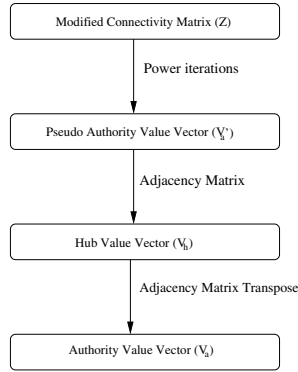 Modified Connectivity Matrix (Z)
Power iterations
Pseudo Authority Value Vector (Va')
Adjacency Matrix
Hub Value Vector (Vh)
Adjacency Matrix Transpose
Authority Value Vector (Va)